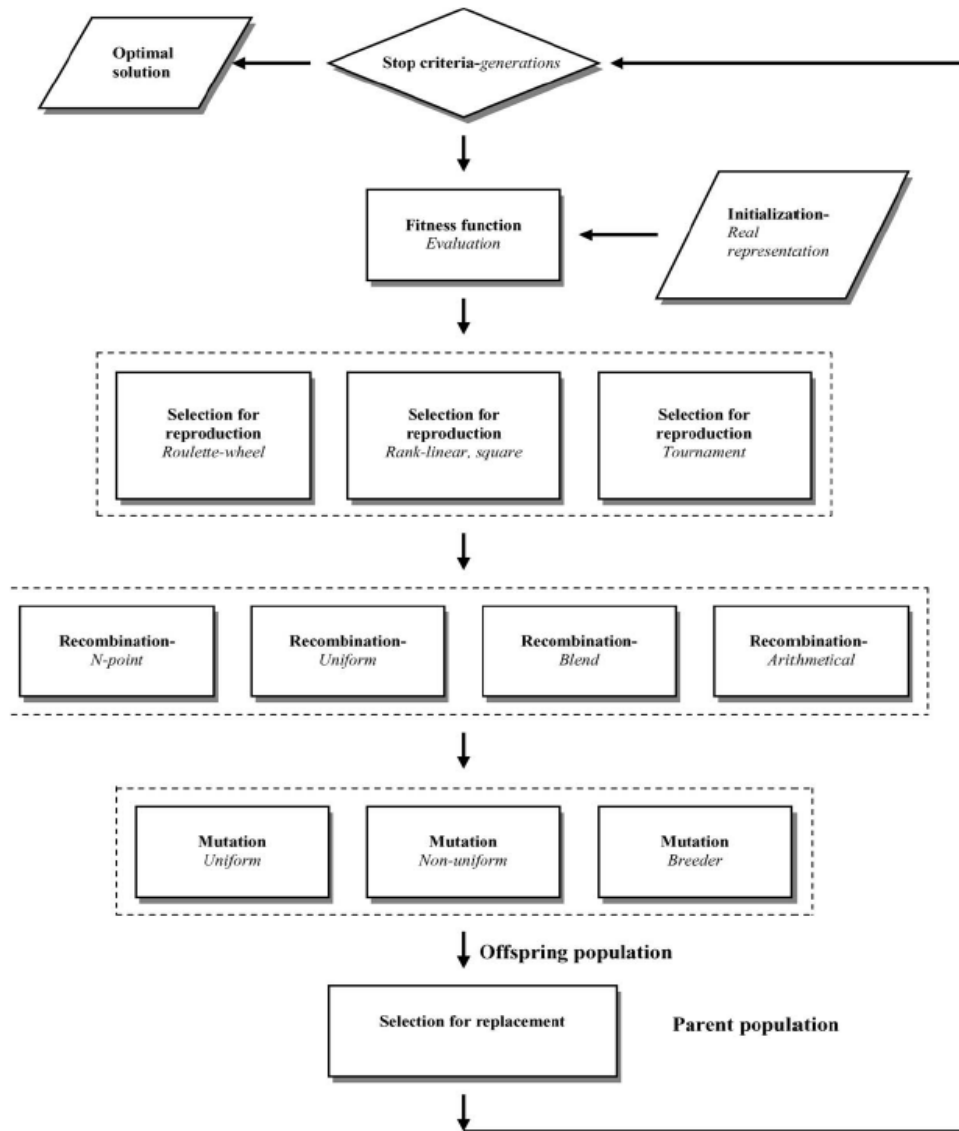 Optimal
solution
Stop criteria-generations
Fitness function
Evaluation
Initialization-
Real
representation
Selection for
reproduction
Roulette-wheel
Selection for
reproduction
Rank-linear, square
Selection for
reproduction
Tournament
Recombination-
N-point
Recombination-
Uniform
Recombination-
Blend
Recombination-
Arithmetical
Mutation
Uniform
Mutation
Non-uniform
Mutation
Breeder
Offspring population
Selection for replacement
Parent population